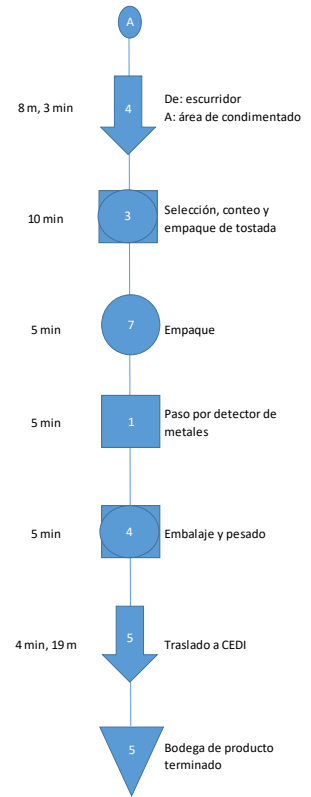 A
8 m, 3 min
4
De: escurridor
A: área de condimentado
10 min
3
Selección, conteo y
empaque de tostada
5 min
7
Empaque
5 min
1
Paso por detector de
metales
5 min
4
Embalaje y pesado
4 min, 19 m
5
Traslado a CEDI
5
Bodega de producto
terminado